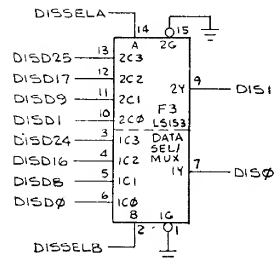 DISSELA
14 15
A 2G
DISD25 13 2C3
DISD17 12 2C2
DISD9 11 2C1 2Y 9 DIS1
DISD1 10 2CØ F3
LS153
DISD24 3 1C3 DATA
DISD16 4 1C2 SEL/
MUX
DISD8 5 1C1 1Y 7 DISØ
DISDØ 6 1CØ
B 1G
2 1
DISSELB